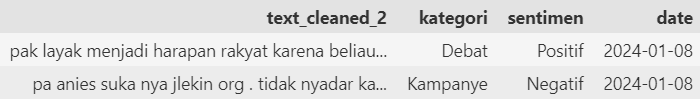 text_cleaned_2 kategori sentimen date
pak layak menjadi harapan rakyat karena beliau... Debat Positif 2024-01-08
pa anies suka nya jlekin org . tidak nyadar ka... Kampanye Negatif 2024-01-08